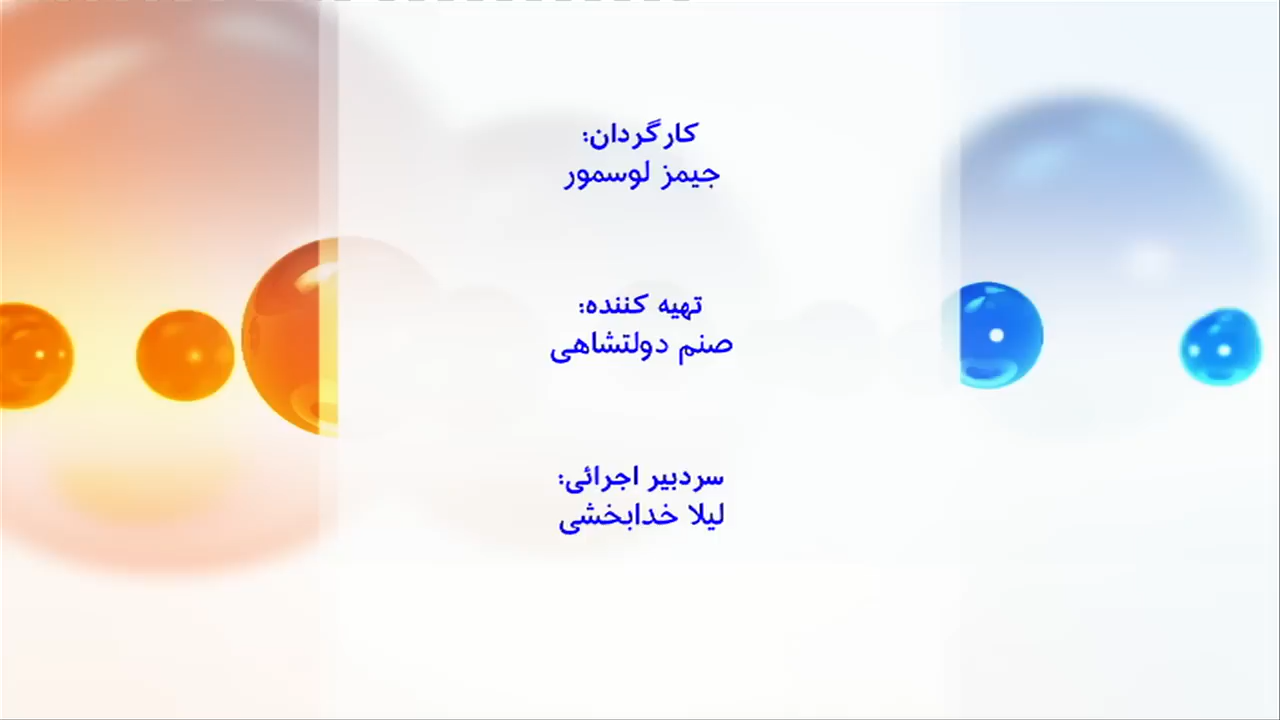 کارگردان:
جیمز لوسمور
تهیه کننده:
صنم دولتشاهی
سردبیر اجرائی:
لیلا خدابخشی